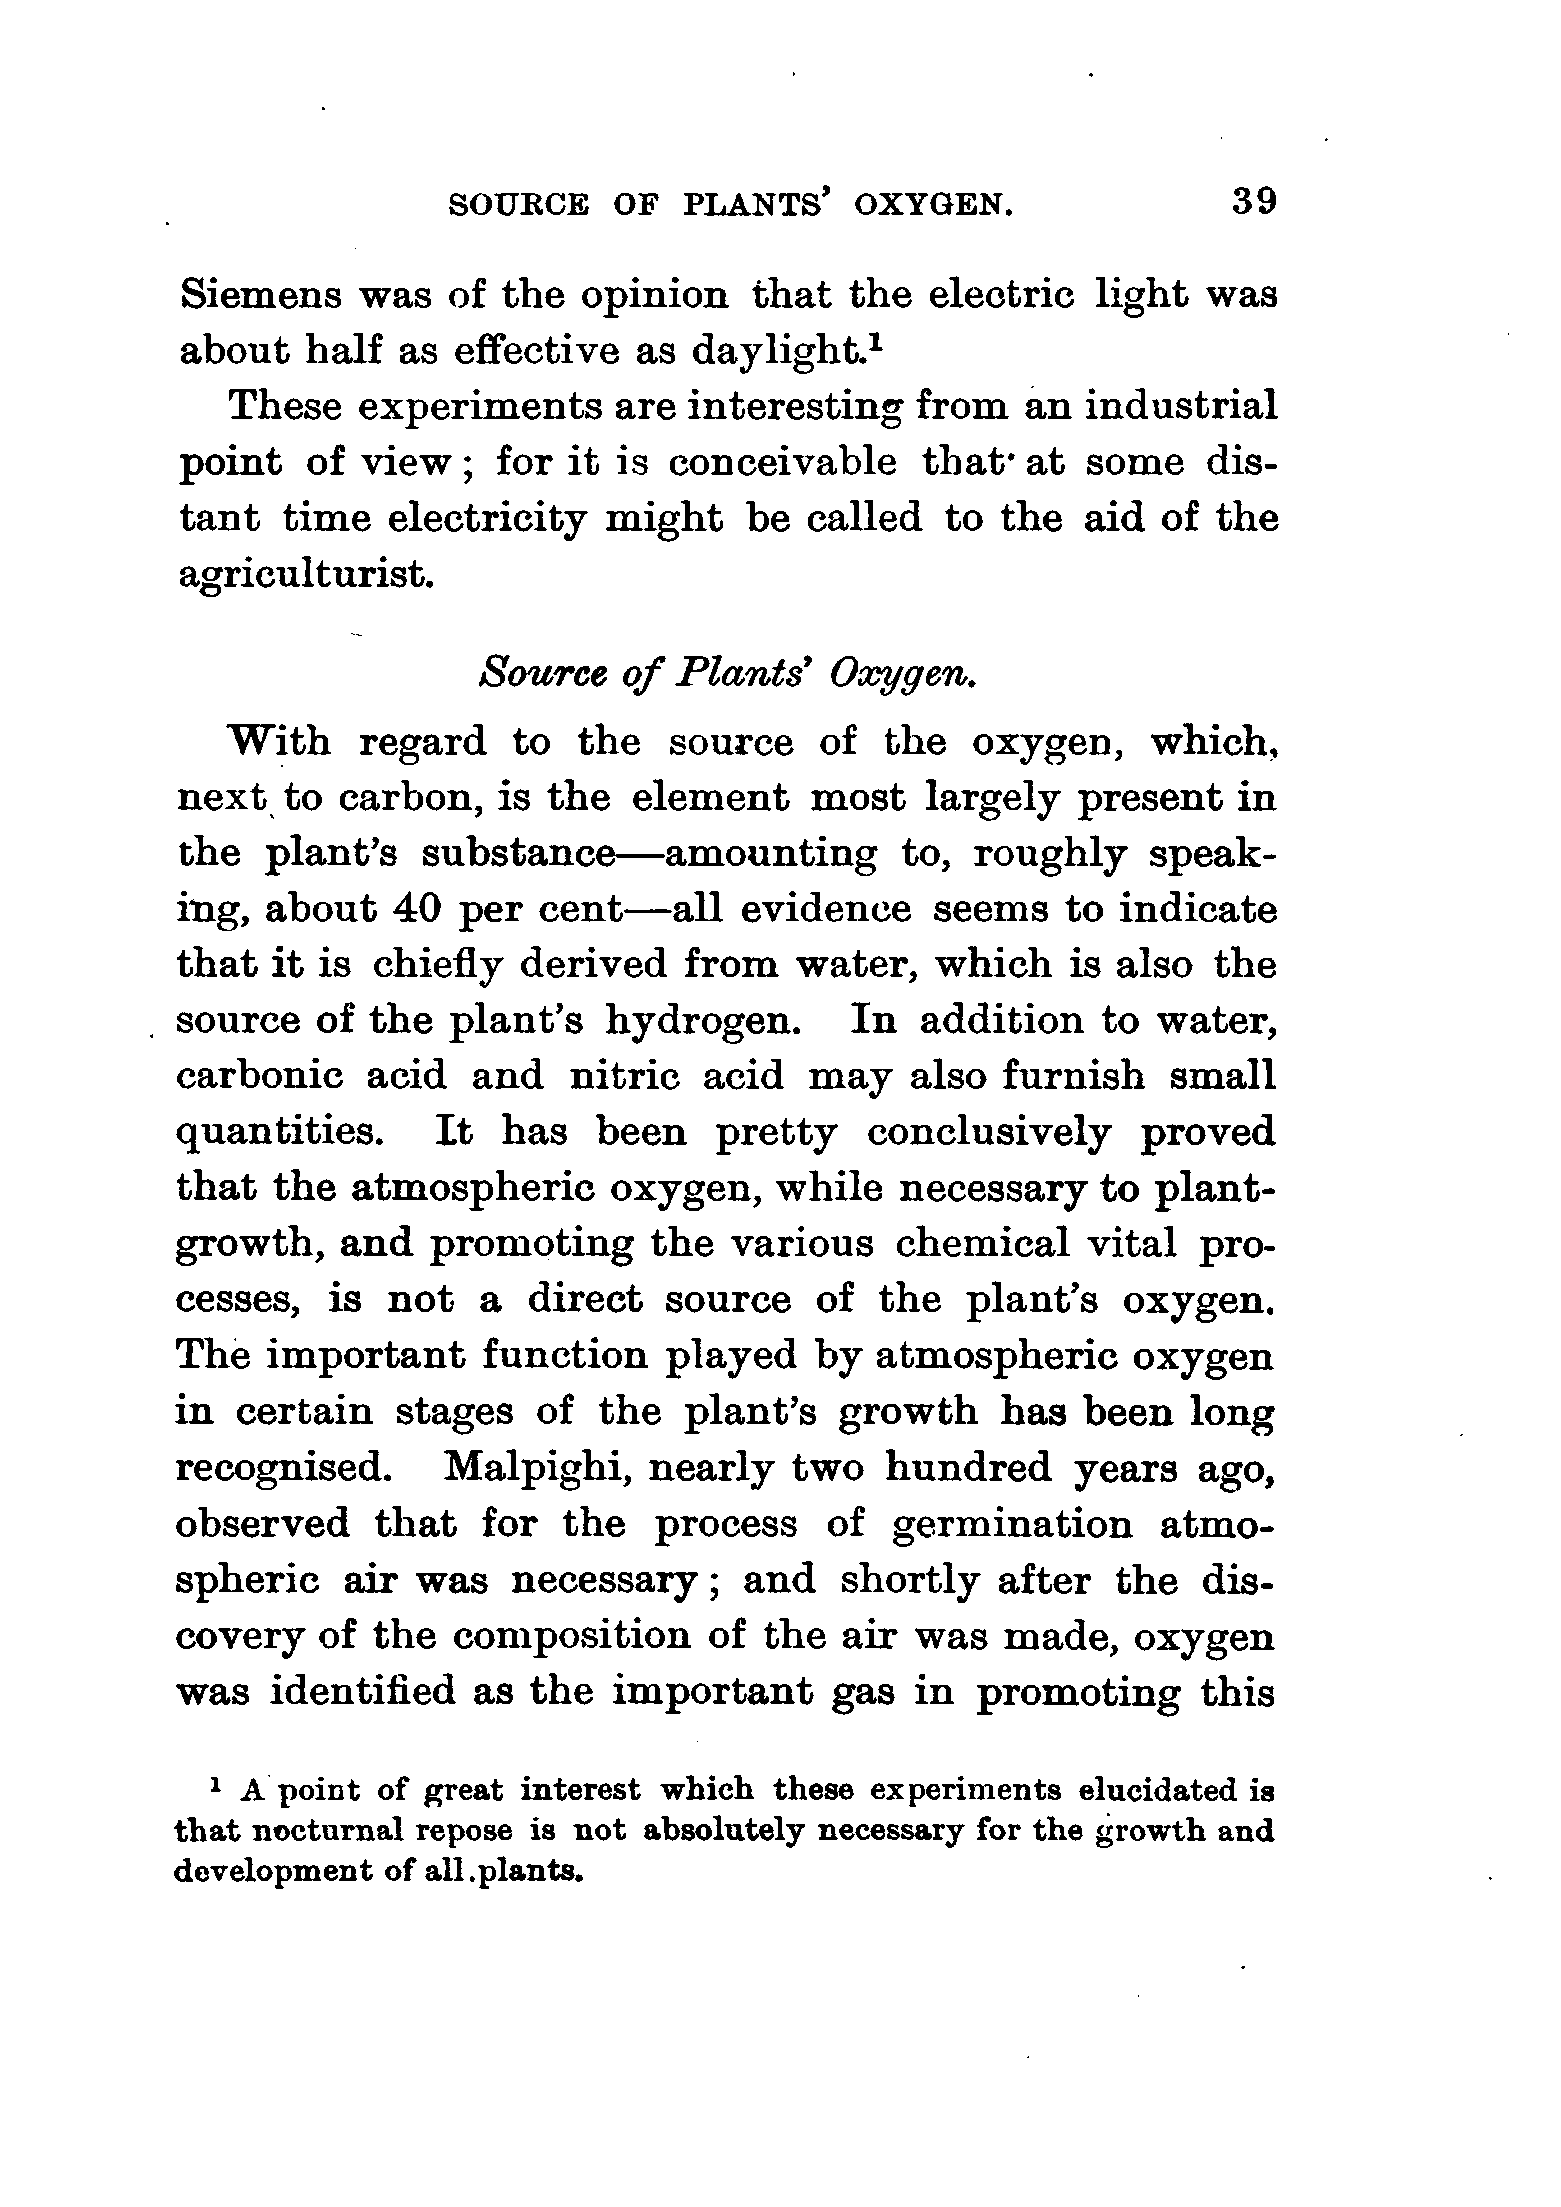 SOURCE OF PLANTS' OXYGEN. 39
Siemens was of the opinion that the electric light was
about half as effective as daylight.¹
These experiments are interesting from an industrial
point of view; for it is conceivable that at some dis-
tant time electricity might be called to the aid of the
agriculturist.
Source of Plants' Oxygen.
With regard to the source of the oxygen, which,
next to carbon, is the element most largely present in
the plant's substance—amounting to, roughly speak-
ing, about 40 per cent—all evidence seems to indicate
that it is chiefly derived from water, which is also the
source of the plant's hydrogen. In addition to water,
carbonic acid and nitric acid may also furnish small
quantities. It has been pretty conclusively proved
that the atmospheric oxygen, while necessary to plant-
growth, and promoting the various chemical vital pro-
cesses, is not a direct source of the plant's oxygen.
The important function played by atmospheric oxygen
in certain stages of the plant's growth has been long
recognised. Malpighi, nearly two hundred years ago,
observed that for the process of germination atmo-
spheric air was necessary; and shortly after the dis-
covery of the composition of the air was made, oxygen
was identified as the important gas in promoting this
¹ A point of great interest which these experiments elucidated is
that nocturnal repose is not absolutely necessary for the growth and
development of all plants.